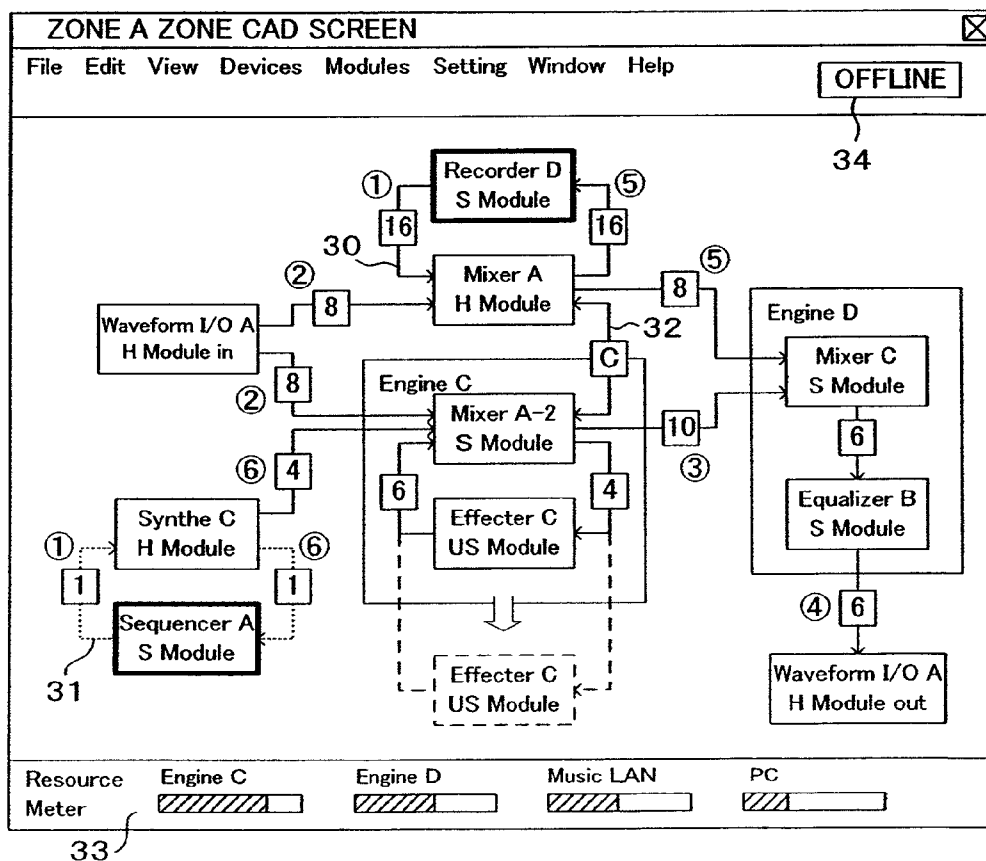 ZONE A ZONE CAD SCREEN
File Edit View Devices Modules Setting Window Help
OFFLINE
34
① Recorder D ⑤
S Module
16 16
30
② Mixer A ⑤
H Module
8 8
32
Waveform I/O A
H Module in
8
②
C
Engine C
Mixer A-2
S Module
10
③
Engine D
Mixer C
S Module
6
⑥ 4
6 4
Synthe C
H Module
① ⑥
1 1
Effecter C
US Module
Equalizer B
S Module
④ 6
Sequencer A
S Module
31
Effecter C
US Module
Waveform I/O A
H Module out
Resource
Meter
Engine C Engine D Music LAN PC
33